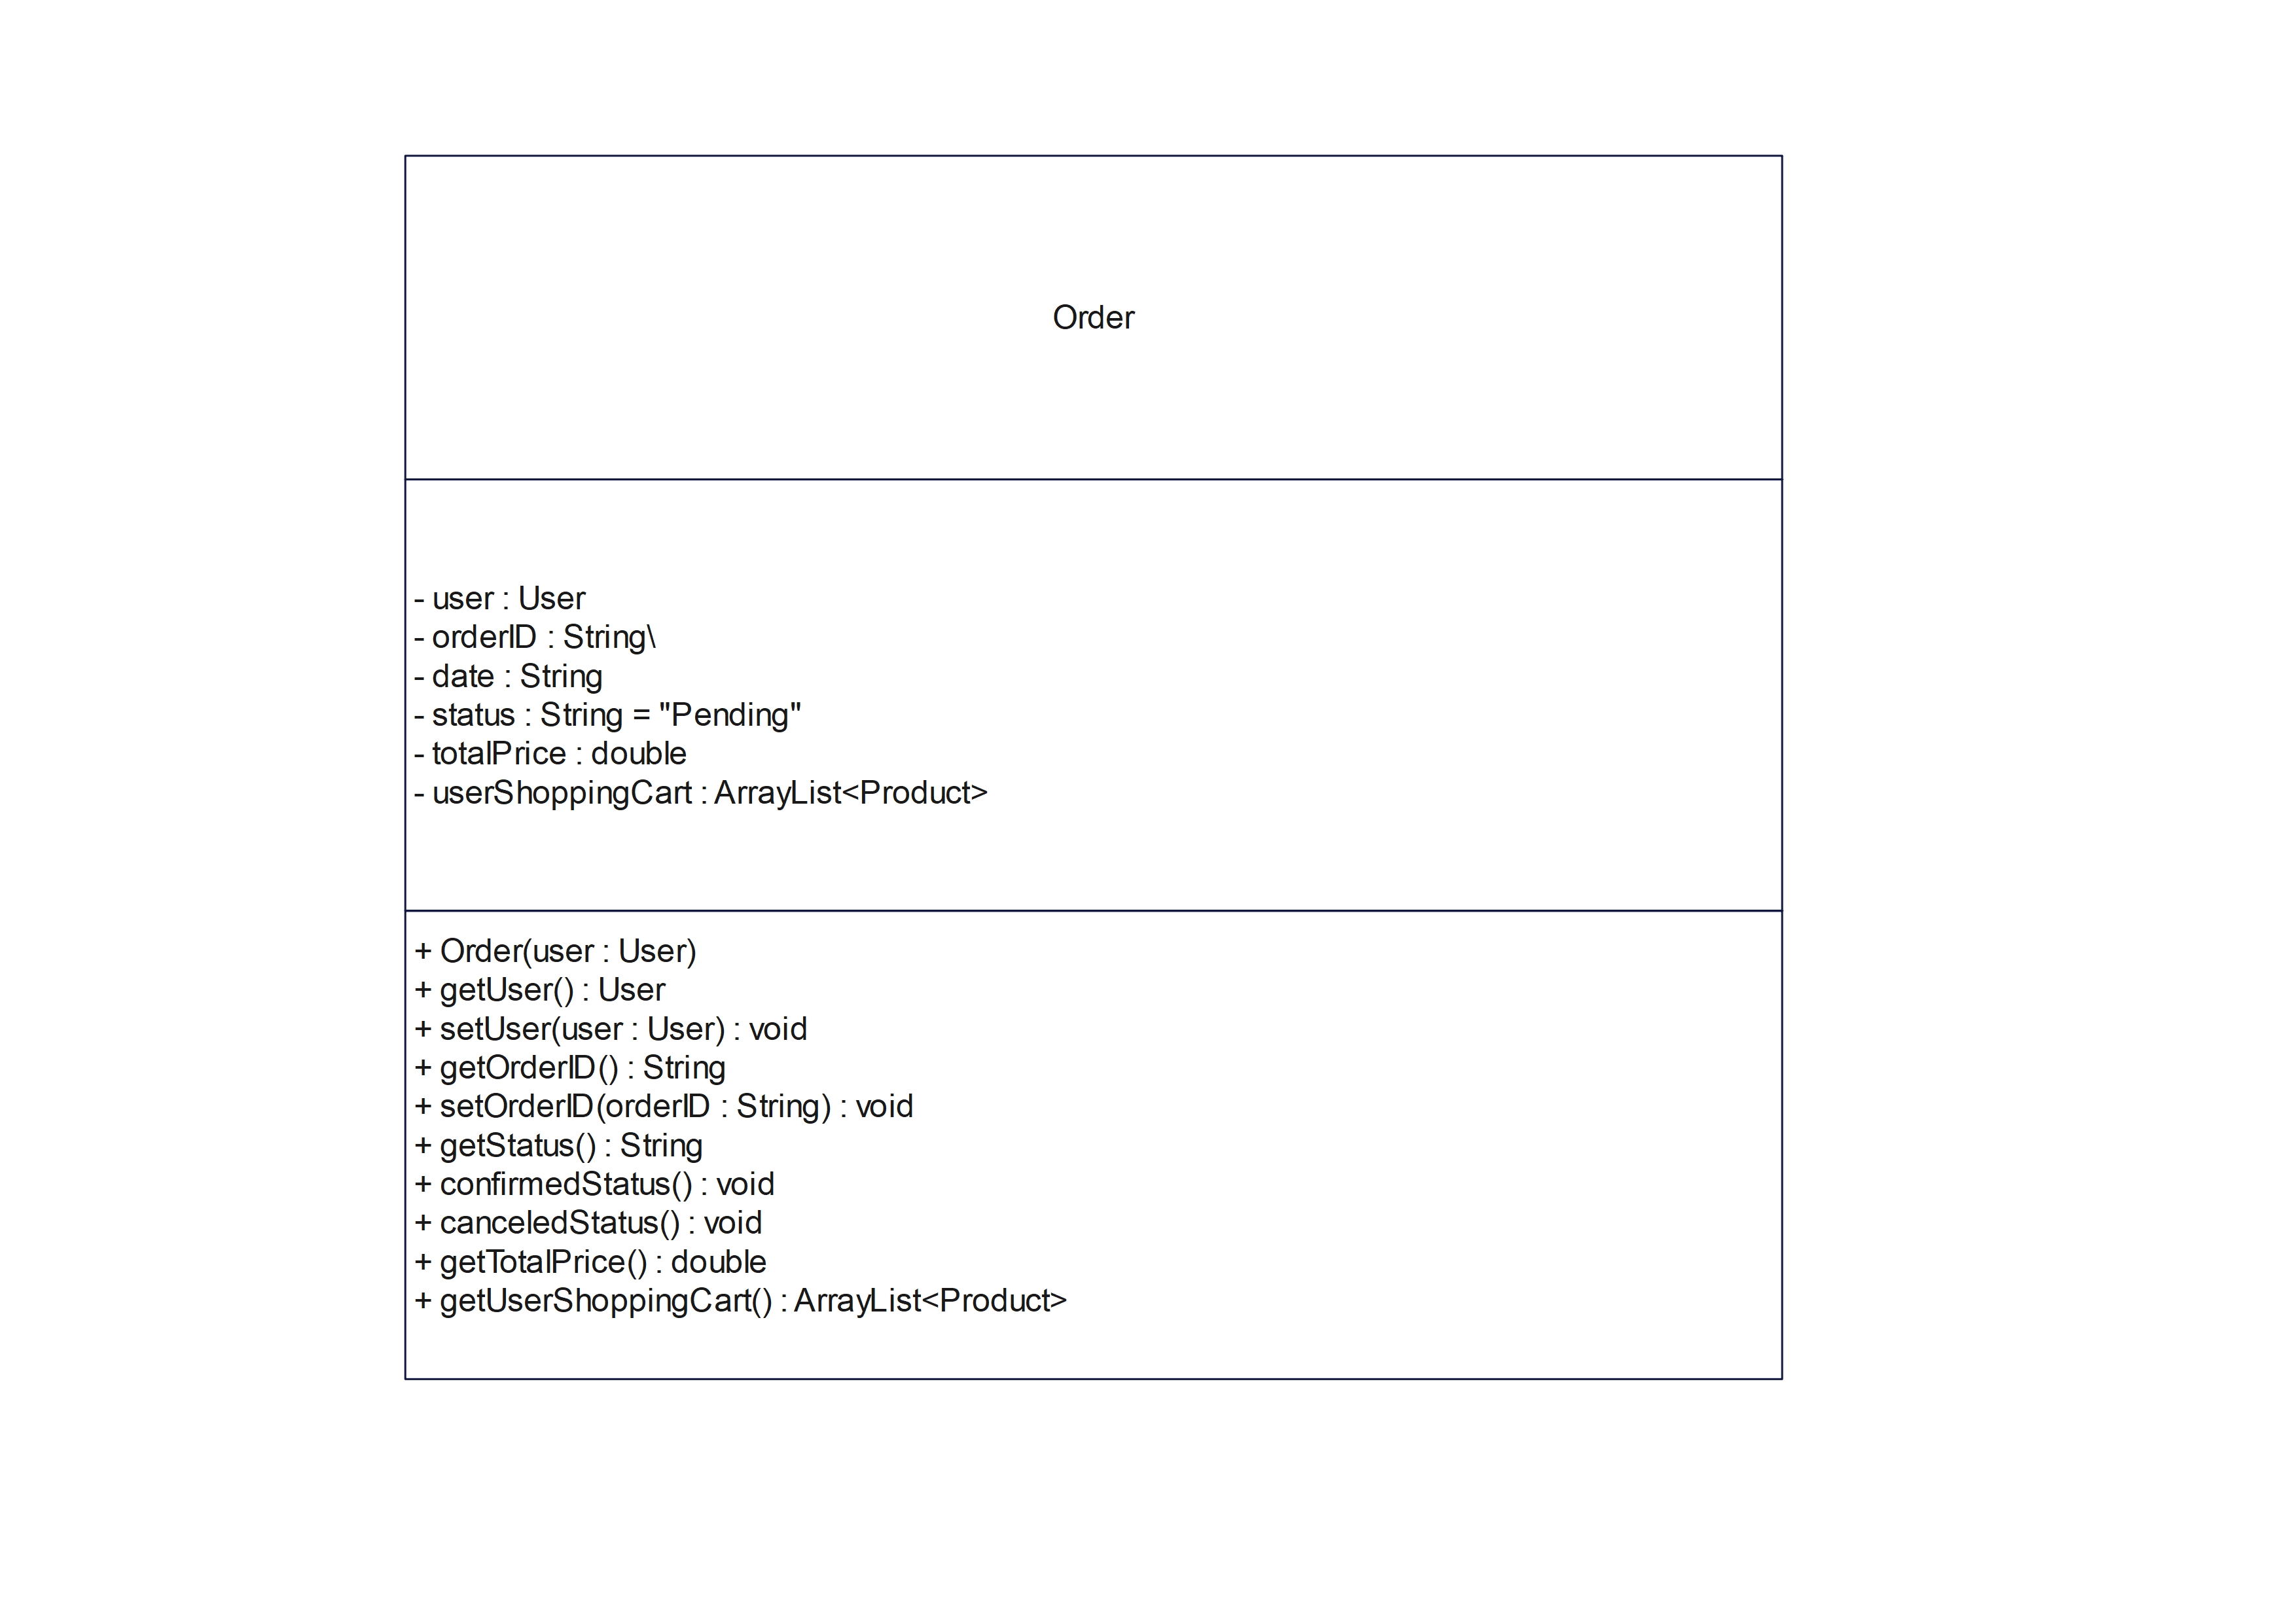 Order
- user : User
- orderID : String\
- date : String
- status : String = "Pending"
- totalPrice : double
- userShoppingCart : ArrayList<Product>
+ Order(user : User)
+ getUser() : User
+ setUser(user : User) : void
+ getOrderID() : String
+ setOrderID(orderID : String) : void
+ getStatus() : String
+ confirmedStatus() : void
+ canceledStatus() : void
+ getTotalPrice() : double
+ getUserShoppingCart() : ArrayList<Product>